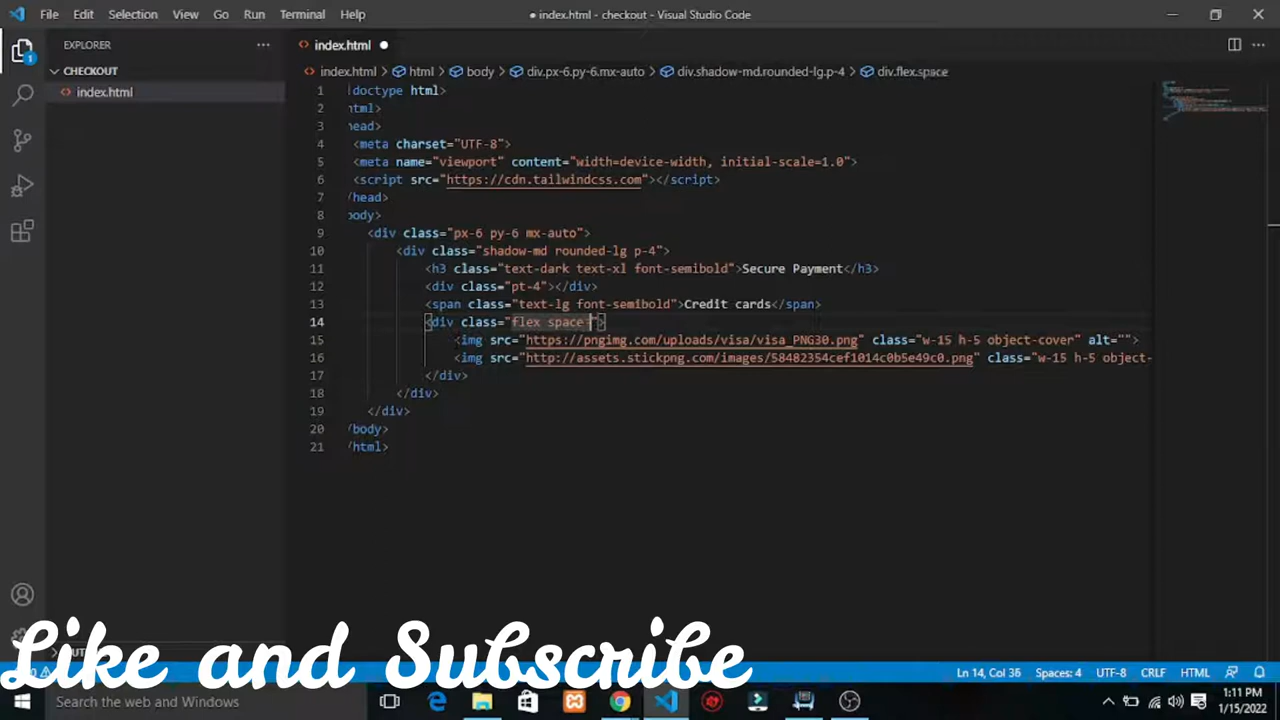 File Edit Selection View Go Run Terminal Help
● index.html - checkout - Visual Studio Code
EXPLORER
index.html
CHECKOUT
index.html > html > body > div.px-6.py-6.mx-auto > div.shadow-md.rounded-lg.p-4 > div.flex.space
index.html
1 doctype html>
2 html>
3 head>
4 <meta charset="UTF-8">
5 <meta name="viewport" content="width=device-width, initial-scale=1.0">
6 <script src="https://cdn.tailwindcss.com"></script>
7 /head>
8 body>
9 <div class="px-6 py-6 mx-auto">
10 <div class="shadow-md rounded-lg p-4">
11 <h3 class="text-dark text-xl font-semibold">Secure Payment</h3>
12 <div class="pt-4"></div>
13 <span class="text-lg font-semibold">Credit cards</span>
14 <div class="flex space-">
15 <img src="https://pngimg.com/uploads/visa/visa_PNG30.png" class="w-15 h-5 object-cover" alt="">
16 <img src="http://assets.stickpng.com/images/58482354cef1014c0b5e49c0.png" class="w-15 h-5 object-
17 </div>
18 </div>
19 </div>
20 /body>
21 /html>
Like and Subscribe
Ln 14, Col 36 Spaces: 4 UTF-8 CRLF HTML
Search the web and Windows
1:11 PM
1/15/2022